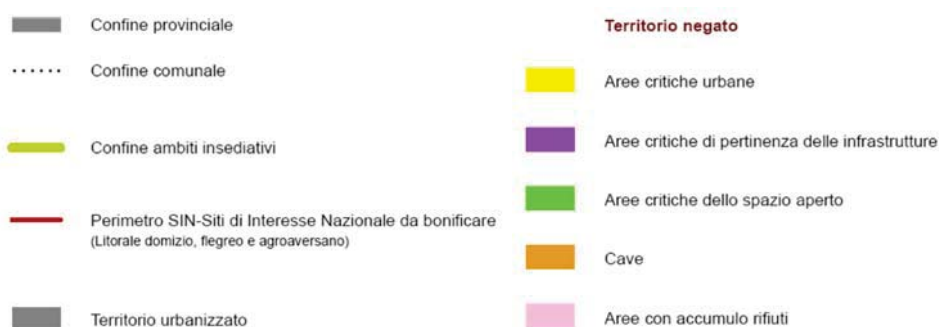 Confine provinciale
Confine comunale
Confine ambiti insediativi
Perimetro SIN-Siti di Interesse Nazionale da bonificare
(Litorale domizio, flegreo e agroaversano)
Territorio urbanizzato
Territorio negato
Aree critiche urbane
Aree critiche di pertinenza delle infrastrutture
Aree critiche dello spazio aperto
Cave
Aree con accumulo rifiuti